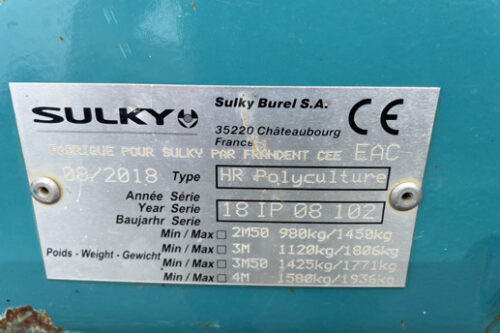 SULKY
Sulky Burel S.A.
35220 Châteaubourg
France
CE
FABRIQUE POUR SULKY PAR FRANDENT CEE EAC
08/2018 Type HR Polyculture
Année Série
Year Serie 18 IP 08 102
Baujahr Serie
Min / Max 2M50 980kg/1450kg
Poids - Weight - Gewicht Min / Max 3M 1120kg/1806kg
Min / Max 3M50 1425kg/1771kg
Min / Max 4M 1580kg/1936kg